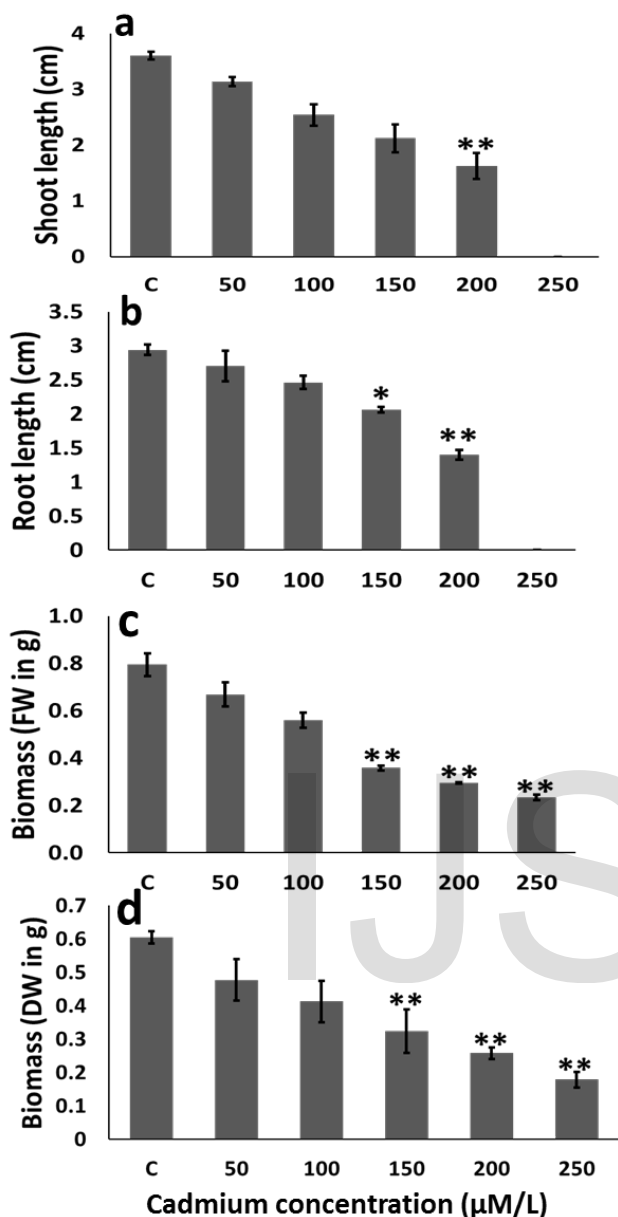 a
Shoot length (cm)
4
3
2
1
0
**
C 50 100 150 200 250
b
Root length (cm)
3.5
3
2.5
2
1.5
1
0.5
0
*
**
C 50 100 150 200 250
c
Biomass (FW in g)
1.0
0.8
0.6
0.4
0.2
0.0
** ** **
C 50 100 150 200 250
d
Biomass (DW in g)
0.7
0.6
0.5
0.4
0.3
0.2
0.1
0
** ** **
C 50 100 150 200 250
Cadmium concentration (µM/L)
IJS